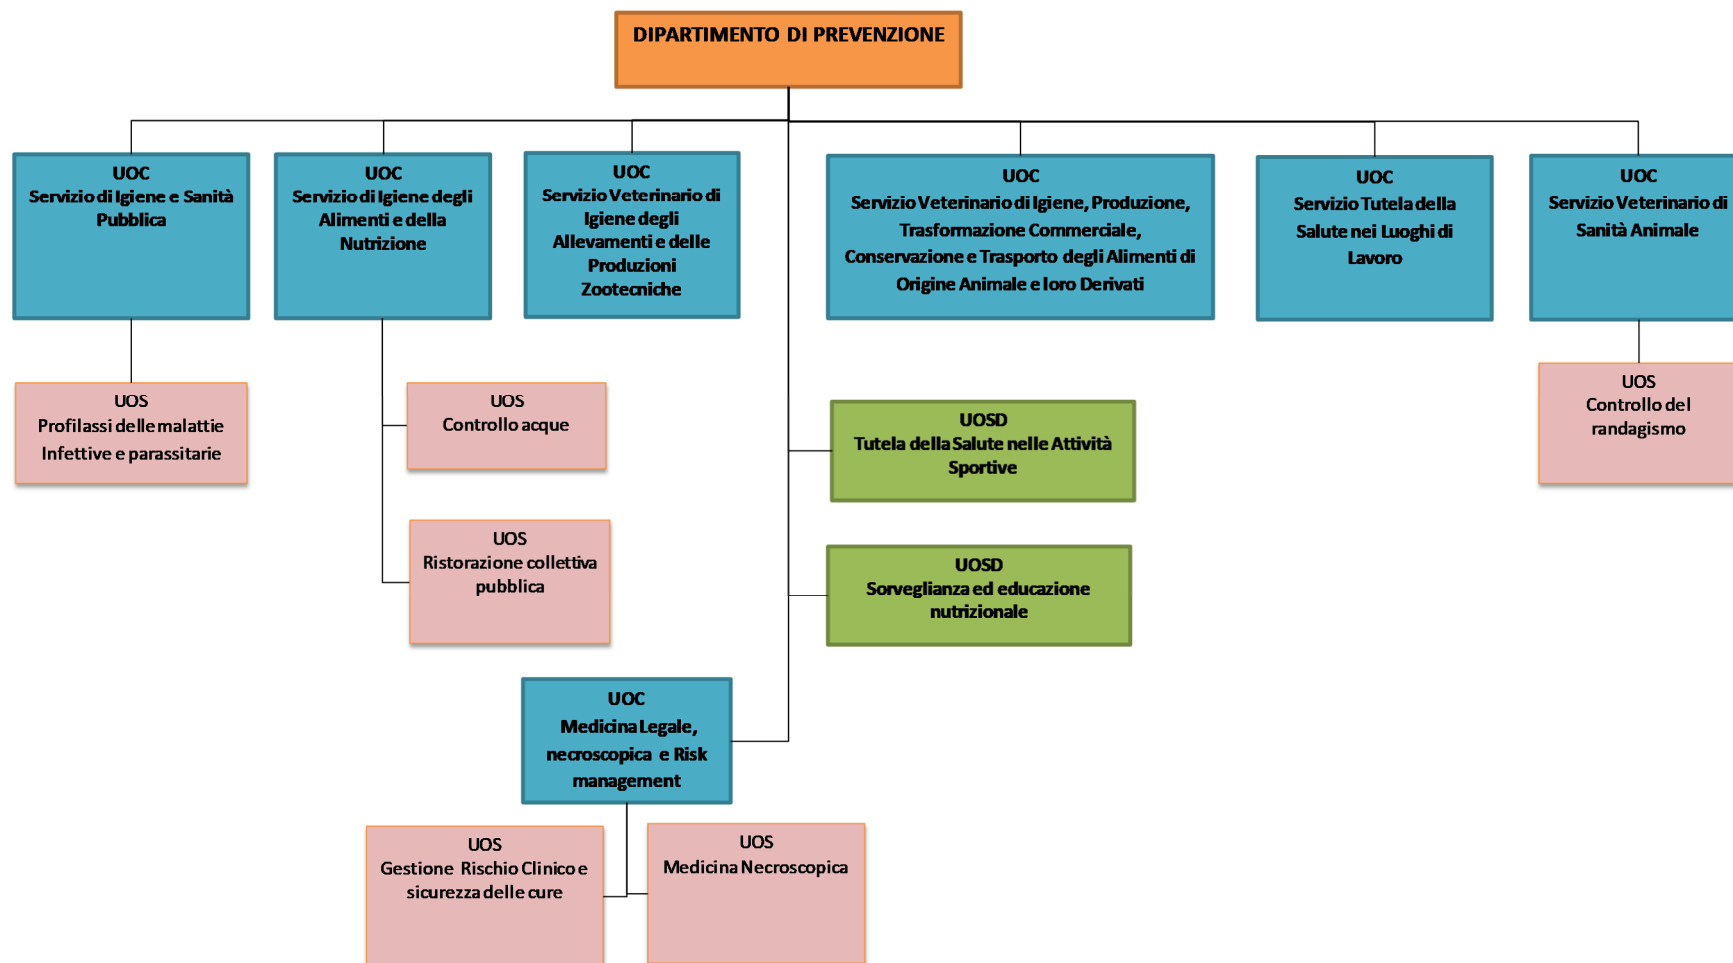 DIPARTIMENTO DI PREVENZIONE
UOC
Servizio di Igiene e Sanità
Pubblica
UOC
Servizio di Igiene degli
Alimenti e della
Nutrizione
UOC
Servizio Veterinario di
Igiene degli
Allevamenti e delle
Produzioni
Zootecniche
UOC
Servizio Veterinario di Igiene, Produzione,
Trasformazione Commerciale,
Conservazione e Trasporto degli Alimenti di
Origine Animale e loro Derivati
UOC
Servizio Tutela della
Salute nei Luoghi di
Lavoro
UOC
Servizio Veterinario di
Sanità Animale
UOS
Profilassi delle malattie
Infettive e parassitarie
UOS
Controllo acque
UOS
Ristorazione collettiva
pubblica
UOSD
Tutela della Salute nelle Attività
Sportive
UOSD
Sorveglianza ed educazione
nutrizionale
UOS
Controllo del
randagismo
UOC
Medicina Legale,
necroscopica e Risk
management
UOS
Gestione Rischio Clinico e
sicurezza delle cure
UOS
Medicina Necroscopica